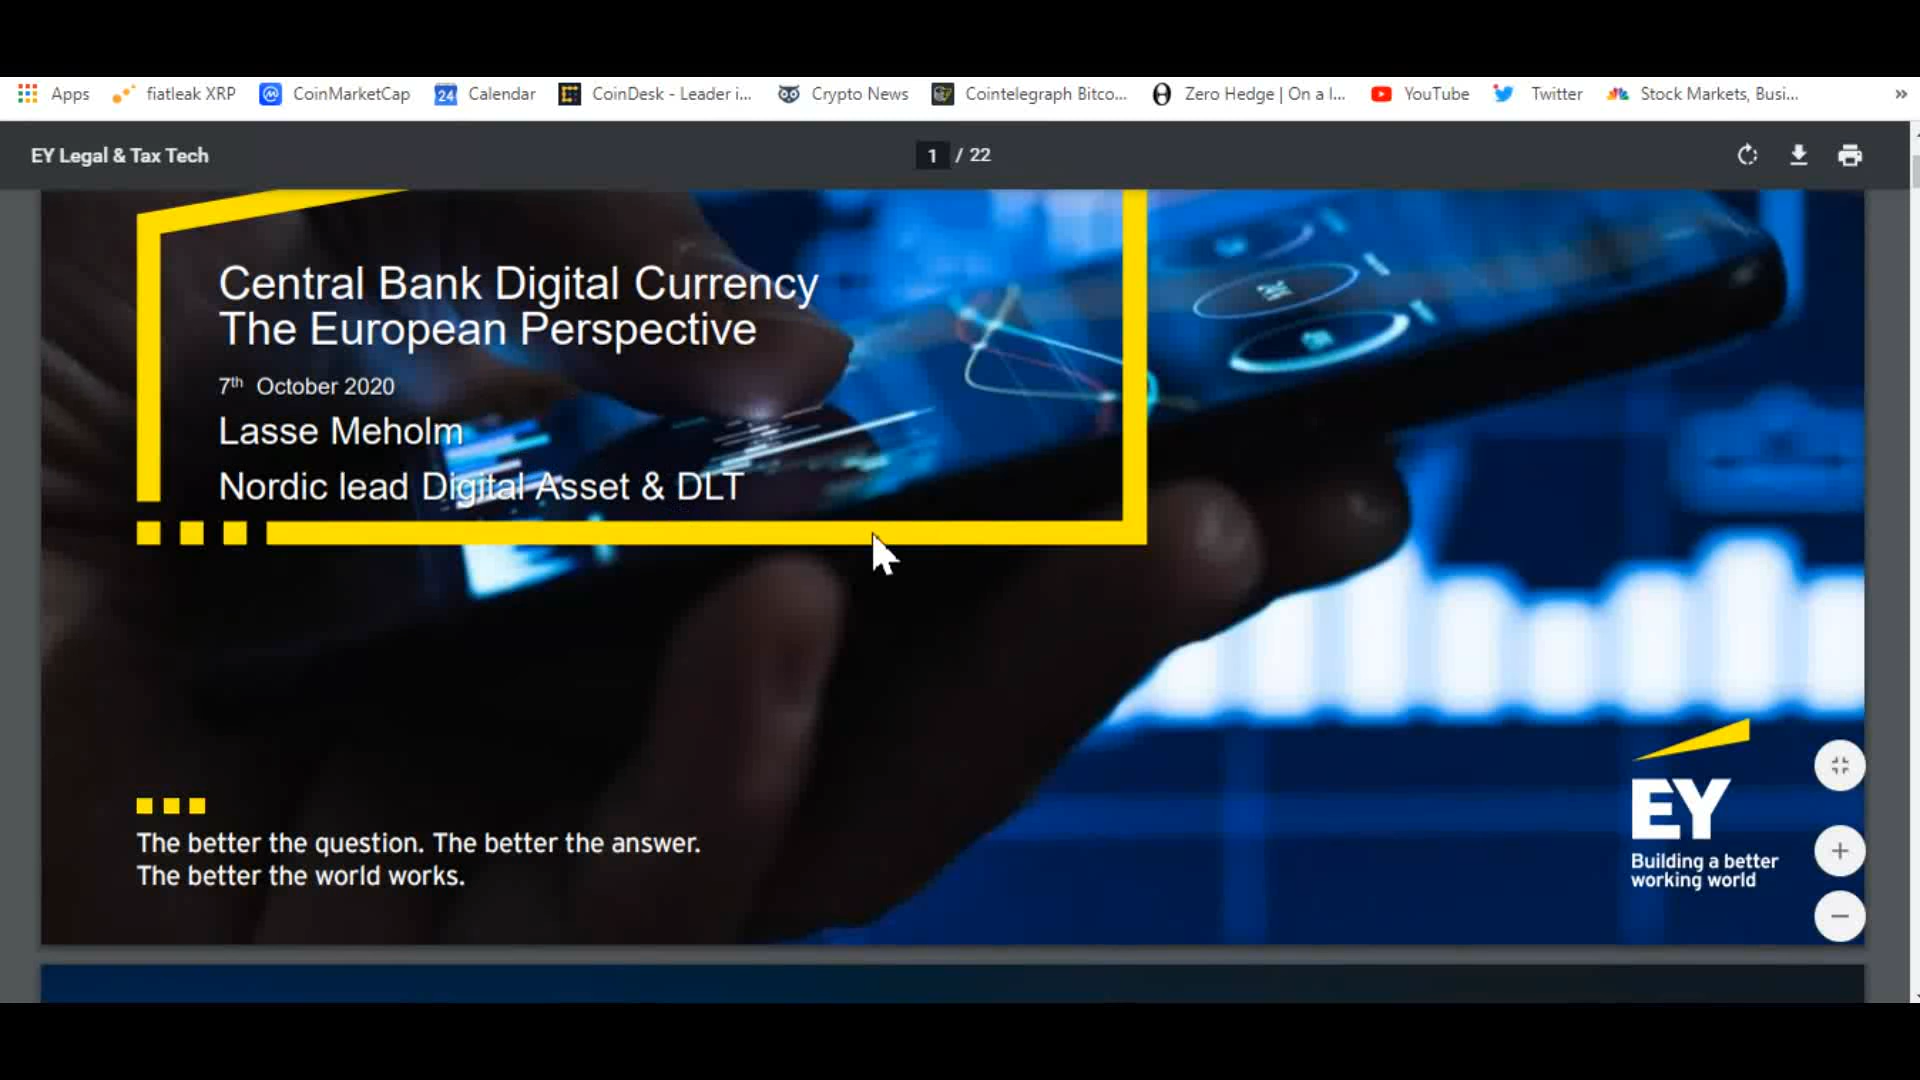 Apps fiatleak XRP CoinMarketCap 24 Calendar CoinDesk - Leader i... Crypto News Cointelegraph Bitco... Zero Hedge | On a l... YouTube Twitter Stock Markets, Busi... »
EY Legal & Tax Tech 1 / 22
Central Bank Digital Currency
The European Perspective
7th October 2020
Lasse Meholm
Nordic lead Digital Asset & DLT
The better the question. The better the answer.
The better the world works.
EY
Building a better
working world